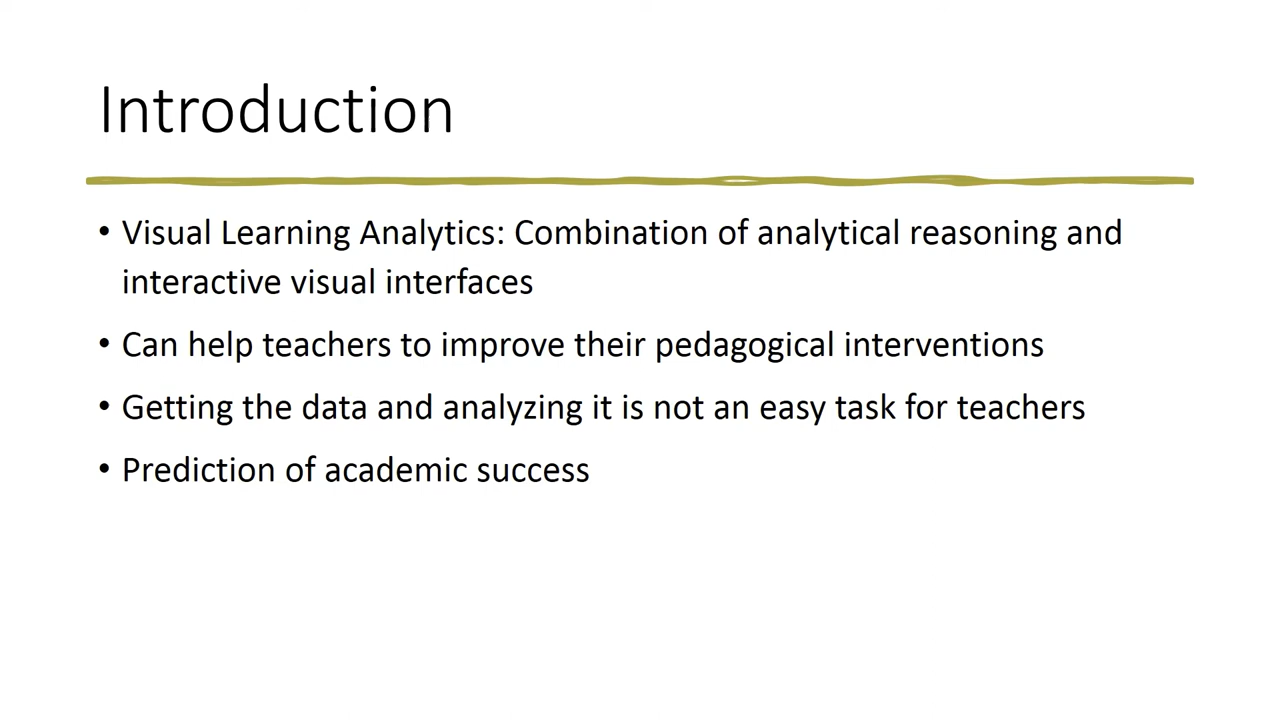 Introduction
• Visual Learning Analytics: Combination of analytical reasoning and
interactive visual interfaces
• Can help teachers to improve their pedagogical interventions
• Getting the data and analyzing it is not an easy task for teachers
• Prediction of academic success